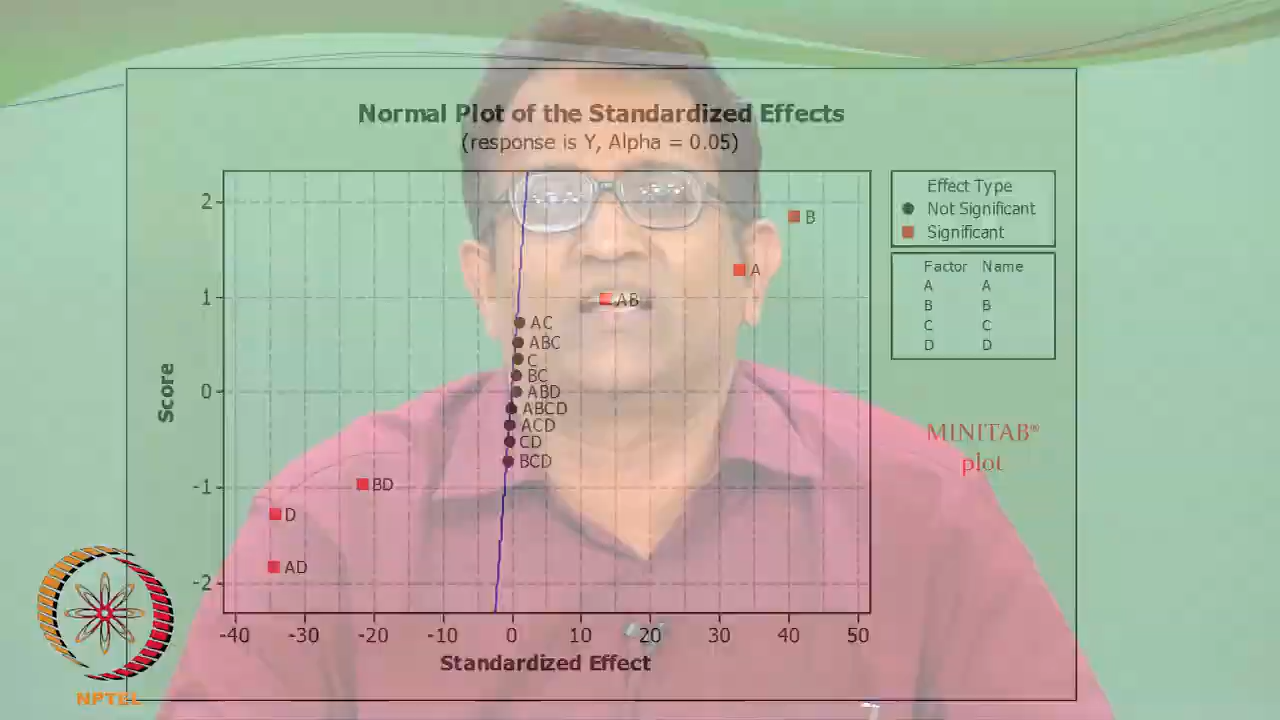 Normal Plot of the Standardized Effects
(response is Y, Alpha = 0.05)
Effect Type
Not Significant
Significant
Factor Name
A A
B B
C C
D D
MINITAB®
plot
Score
2
1
0
-1
-2
B
A
AB
AC
ABC
C
BC
ABD
ABCD
ACD
CD
BCD
BD
D
AD
-40 -30 -20 -10 0 10 20 30 40 50
Standardized Effect
NPTEL